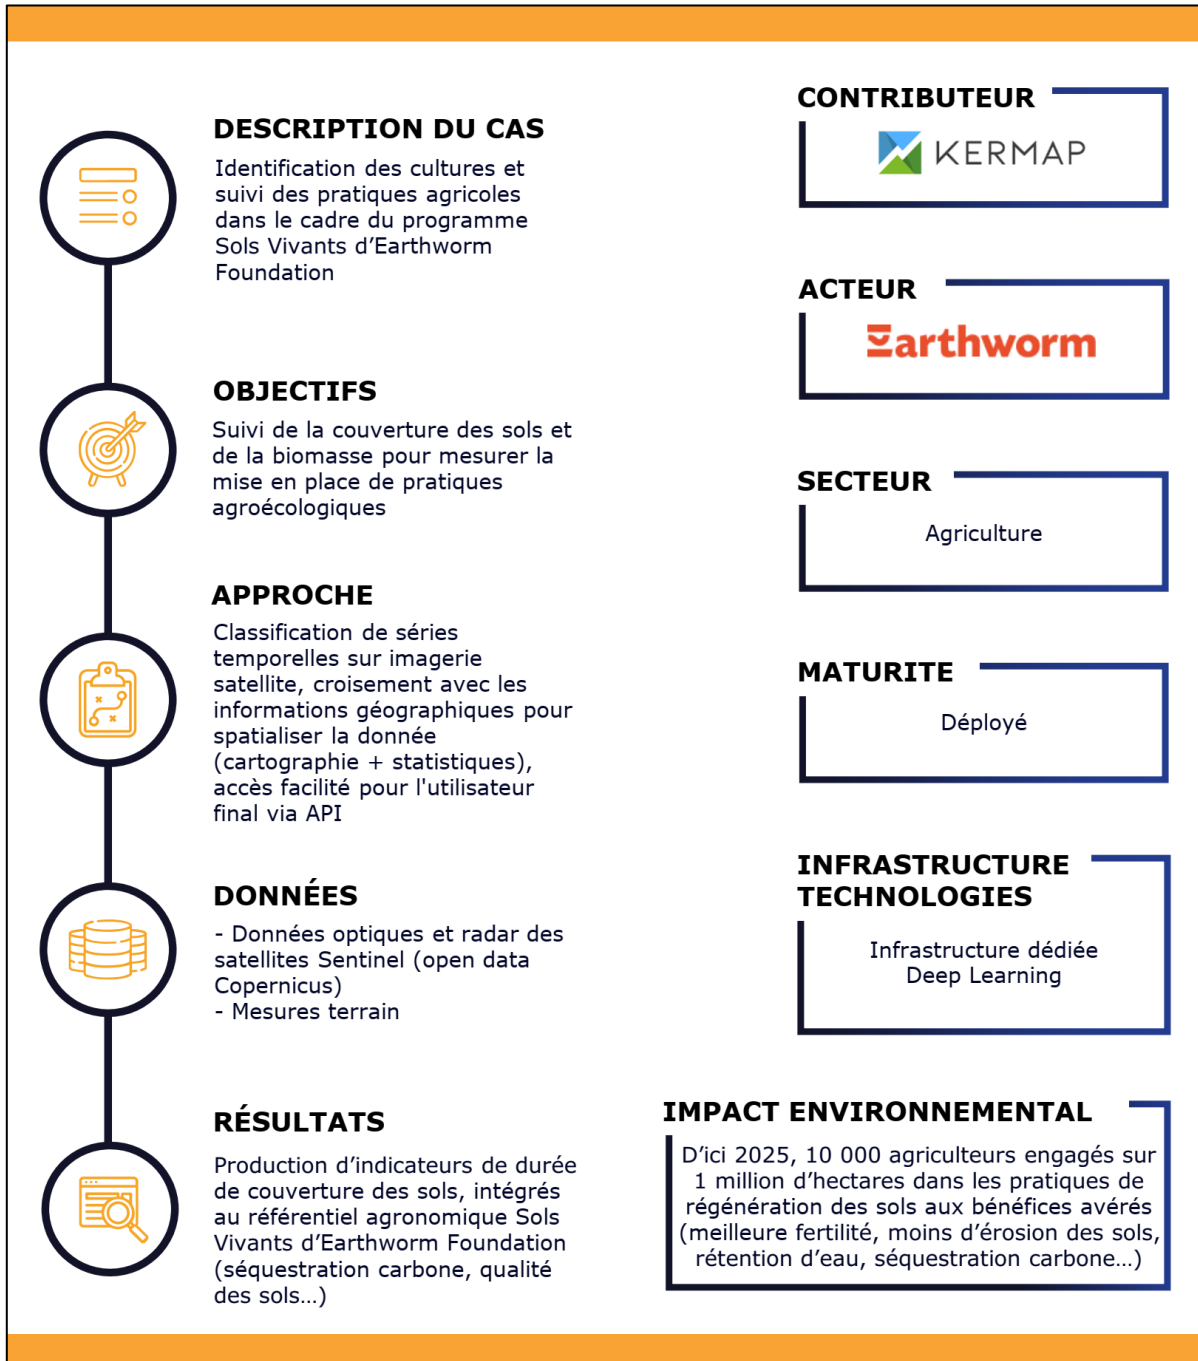 DESCRIPTION DU CAS
Identification des cultures et
suivi des pratiques agricoles
dans le cadre du programme
Sols Vivants d’Earthworm
Foundation
OBJECTIFS
Suivi de la couverture des sols et
de la biomasse pour mesurer la
mise en place de pratiques
agroécologiques
APPROCHE
Classification de séries
temporelles sur imagerie
satellite, croisement avec les
informations géographiques pour
spatialiser la donnée
(cartographie + statistiques),
accès facilité pour l'utilisateur
final via API
DONNÉES
- Données optiques et radar des
satellites Sentinel (open data
Copernicus)
- Mesures terrain
RÉSULTATS
Production d’indicateurs de durée
de couverture des sols, intégrés
au référentiel agronomique Sols
Vivants d’Earthworm Foundation
(séquestration carbone, qualité
des sols…)
CONTRIBUTEUR
KERMAP
ACTEUR
Earthworm
SECTEUR
Agriculture
MATURITE
Déployé
INFRASTRUCTURE
TECHNOLOGIES
Infrastructure dédiée
Deep Learning
IMPACT ENVIRONNEMENTAL
D’ici 2025, 10 000 agriculteurs engagés sur
1 million d’hectares dans les pratiques de
régénération des sols aux bénéfices avérés
(meilleure fertilité, moins d’érosion des sols,
rétention d’eau, séquestration carbone…)